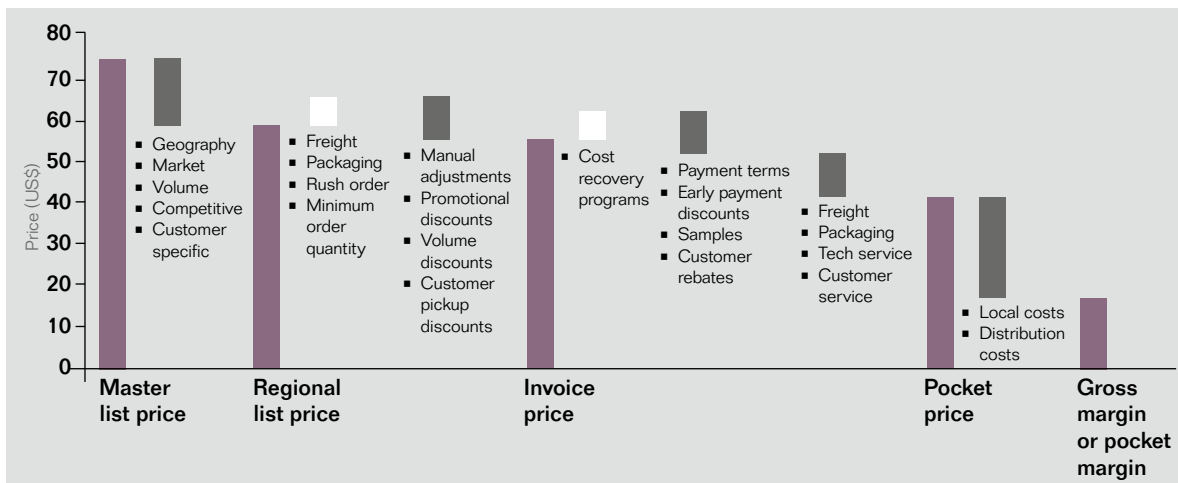 Price (US$)
80
70
60
50
40
30
20
10
0
▪ Geography
▪ Market
▪ Volume
▪ Competitive
▪ Customer
specific
▪ Freight
▪ Packaging
▪ Rush order
▪ Minimum
order
quantity
▪ Manual
adjustments
▪ Promotional
discounts
▪ Volume
discounts
▪ Customer
pickup
discounts
▪ Cost
recovery
programs
▪ Payment terms
▪ Early payment
discounts
▪ Samples
▪ Customer
rebates
▪ Freight
▪ Packaging
▪ Tech service
▪ Customer
service
▪ Local costs
▪ Distribution
costs
Master
list price
Regional
list price
Invoice
price
Pocket
price
Gross
margin
or pocket
margin